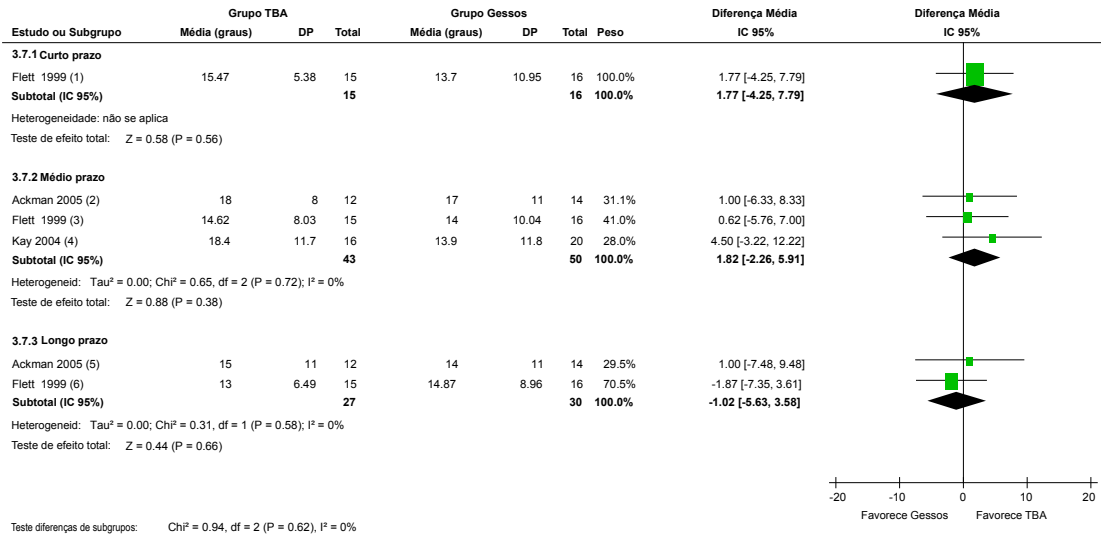 Grupo TBA Grupo Gessos Diferença Média Diferença Média
Estudo ou Subgrupo Média (graus) DP Total Média (graus) DP Total Peso IC 95% IC 95%
3.7.1 Curto prazo
Flett 1999 (1) 15.47 5.38 15 13.7 10.95 16 100.0% 1.77 [-4.25, 7.79]
Subtotal (IC 95%) 15 16 100.0% 1.77 [-4.25, 7.79]
Heterogeneidade: não se aplica
Teste de efeito total: Z = 0.58 (P = 0.56)
3.7.2 Médio prazo
Ackman 2005 (2) 18 8 12 17 11 14 31.1% 1.00 [-6.33, 8.33]
Flett 1999 (3) 14.62 8.03 15 14 10.04 16 41.0% 0.62 [-5.76, 7.00]
Kay 2004 (4) 18.4 11.7 16 13.9 11.8 20 28.0% 4.50 [-3.22, 12.22]
Subtotal (IC 95%) 43 50 100.0% 1.82 [-2.26, 5.91]
Heterogeneid: Tau² = 0.00; Chi² = 0.65, df = 2 (P = 0.72); I² = 0%
Teste de efeito total: Z = 0.88 (P = 0.38)
3.7.3 Longo prazo
Ackman 2005 (5) 15 11 12 14 11 14 29.5% 1.00 [-7.48, 9.48]
Flett 1999 (6) 13 6.49 15 14.87 8.96 16 70.5% -1.87 [-7.35, 3.61]
Subtotal (IC 95%) 27 30 100.0% -1.02 [-5.63, 3.58]
Heterogeneid: Tau² = 0.00; Chi² = 0.31, df = 1 (P = 0.58); I² = 0%
Teste de efeito total: Z = 0.44 (P = 0.66)
-20 -10 0 10 20
Favorece Gessos Favorece TBA
Teste diferenças de subgrupos: Chi² = 0.94, df = 2 (P = 0.62), I² = 0%